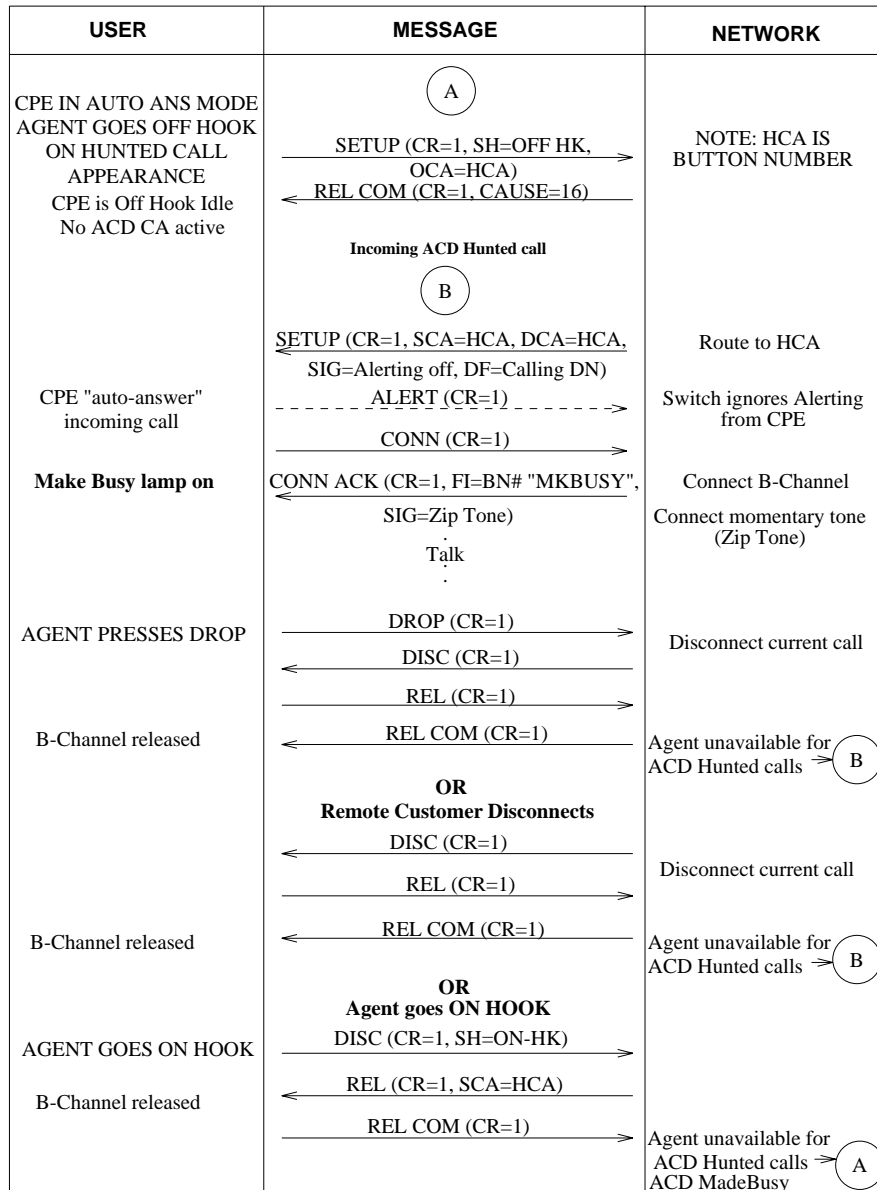 USER MESSAGE NETWORK
A
CPE IN AUTO ANS MODE
AGENT GOES OFF HOOK
ON HUNTED CALL
APPEARANCE
CPE is Off Hook Idle
No ACD CA active
SETUP (CR=1, SH=OFF HK,
OCA=HCA)
REL COM (CR=1, CAUSE=16)
NOTE: HCA IS
BUTTON NUMBER
Incoming ACD Hunted call
B
SETUP (CR=1, SCA=HCA, DCA=HCA,
SIG=Alerting off, DF=Calling DN)
Route to HCA
CPE "auto-answer"
incoming call
ALERT (CR=1)
Switch ignores Alerting
from CPE
CONN (CR=1)
Make Busy lamp on
CONN ACK (CR=1, FI=BN# "MKBUSY",
SIG=Zip Tone)
Connect B-Channel
Connect momentary tone
(Zip Tone)
.
Talk
.
.
AGENT PRESSES DROP
DROP (CR=1)
DISC (CR=1)
Disconnect current call
REL (CR=1)
B-Channel released
REL COM (CR=1)
Agent unavailable for
ACD Hunted calls
B
OR
Remote Customer Disconnects
DISC (CR=1)
Disconnect current call
REL (CR=1)
B-Channel released
REL COM (CR=1)
Agent unavailable for
ACD Hunted calls
B
OR
Agent goes ON HOOK
AGENT GOES ON HOOK
DISC (CR=1, SH=ON-HK)
B-Channel released
REL (CR=1, SCA=HCA)
REL COM (CR=1)
Agent unavailable for
ACD Hunted calls
ACD MadeBusy
A